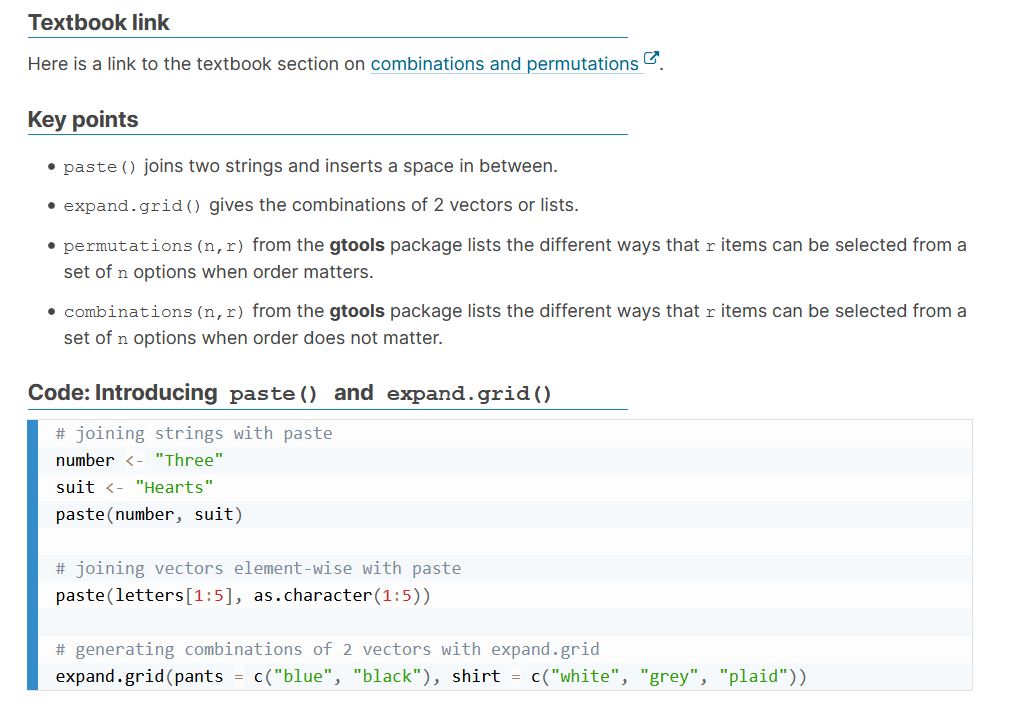 Textbook link
Here is a link to the textbook section on combinations and permutations.
Key points
• paste() joins two strings and inserts a space in between.
• expand.grid() gives the combinations of 2 vectors or lists.
• permutations(n,r) from the gtools package lists the different ways that r items can be selected from a
set of n options when order matters.
• combinations(n,r) from the gtools package lists the different ways that r items can be selected from a
set of n options when order does not matter.
Code: Introducing paste() and expand.grid()
# joining strings with paste
number <- "Three"
suit <- "Hearts"
paste(number, suit)
# joining vectors element-wise with paste
paste(letters[1:5], as.character(1:5))
# generating combinations of 2 vectors with expand.grid
expand.grid(pants = c("blue", "black"), shirt = c("white", "grey", "plaid"))